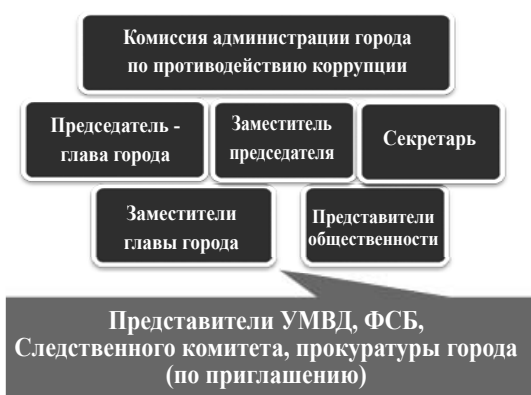 Комиссия администрации города
по противодействию коррупции
Председатель -
глава города
Заместитель
председателя
Секретарь
Заместители
главы города
Представители
общественности
Представители УМВД, ФСБ,
Следственного комитета, прокуратуры города
(по приглашению)